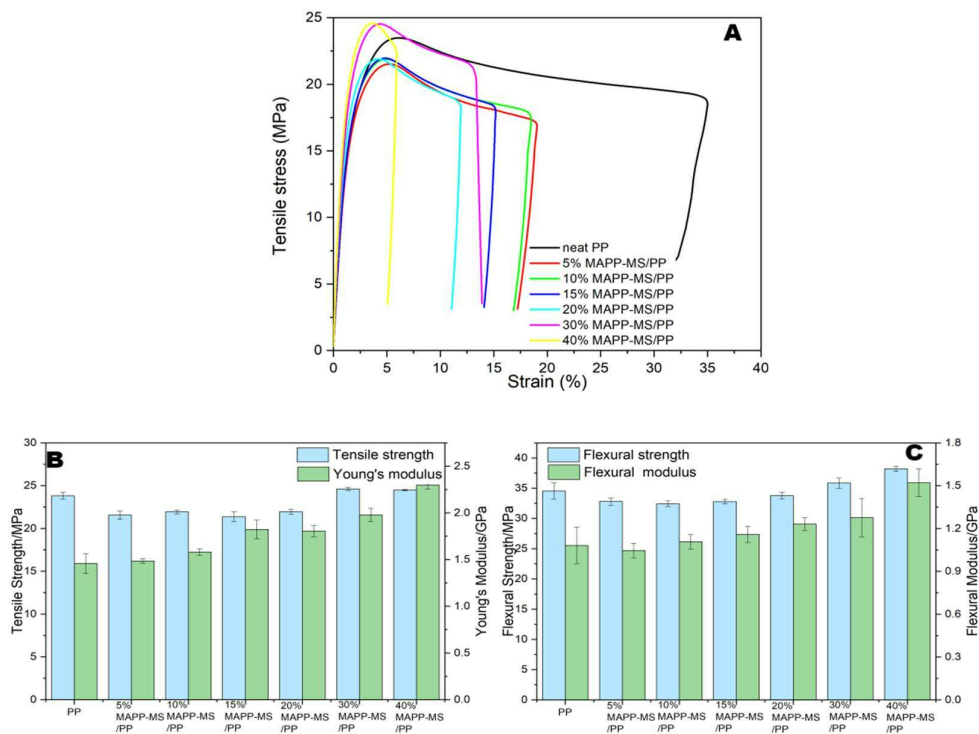 A
Tensile stress (MPa)
25
20
15
10
5
0
neat PP
5% MAPP-MS/PP
10% MAPP-MS/PP
15% MAPP-MS/PP
20% MAPP-MS/PP
30% MAPP-MS/PP
40% MAPP-MS/PP
0 5 10 15 20 25 30 35 40
Strain (%)
B
Tensile strength
Young's modulus
Tensile Strength/MPa
30
25
20
15
10
5
0
Young's Modulus/GPa
2.5
2.0
1.5
1.0
0.5
0.0
PP 5% 10% 15% 20% 30% 40%
MAPP-MS MAPP-MS MAPP-MS MAPP-MS MAPP-MS MAPP-MS
/PP /PP /PP /PP /PP /PP
C
Flexural strength
Flexural modulus
Flexural Strength/MPa
40
35
30
25
20
15
10
5
0
Flexural Modulus/GPa
1.8
1.5
1.2
0.9
0.6
0.3
0.0
PP 5% 10% 15% 20% 30% 40%
MAPP-MS MAPP-MS MAPP-MS MAPP-MS MAPP-MS MAPP-MS
/PP /PP /PP /PP /PP /PP